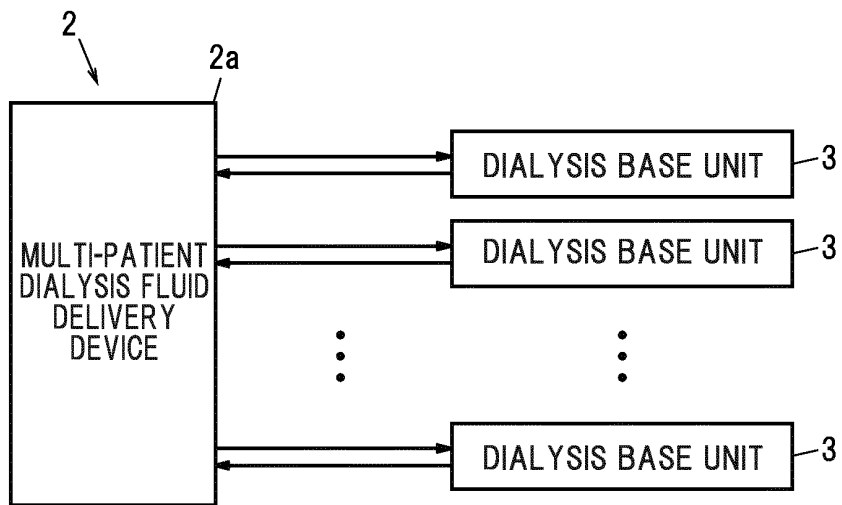 2
2a
DIALYSIS BASE UNIT 3
DIALYSIS BASE UNIT 3
MULTI-PATIENT
DIALYSIS FLUID
DELIVERY
DEVICE
DIALYSIS BASE UNIT 3